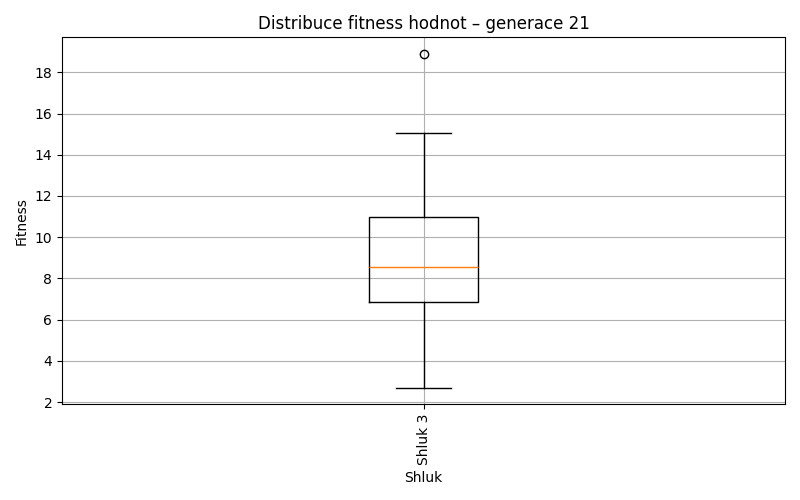 Distribuce fitness hodnot – generace 21
Fitness
18
16
14
12
10
8
6
4
2
Shluk 3
Shluk